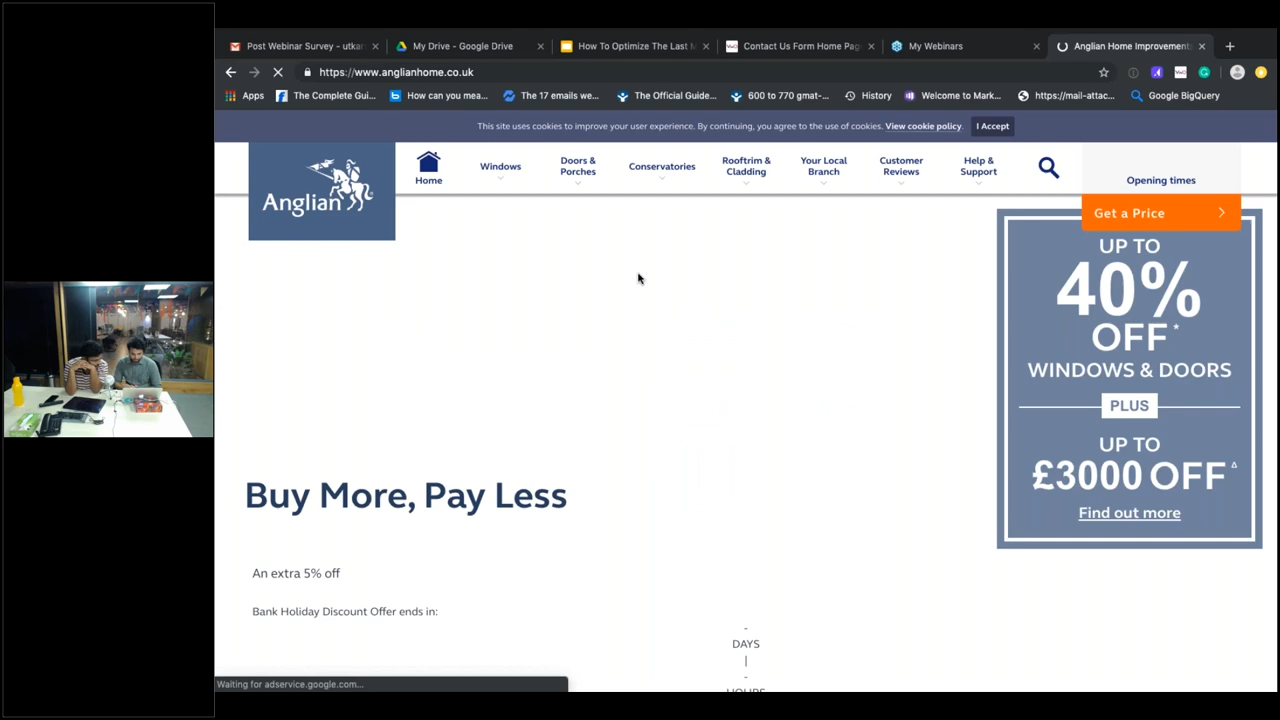 Post Webinar Survey - utkar
My Drive - Google Drive
How To Optimize The Last M
Contact Us Form Home Pag
My Webinars
Anglian Home Improvement
https://www.anglianhome.co.uk
Apps
The Complete Gui...
How can you mea...
The 17 emails we...
The Official Guide...
600 to 770 gmat-...
History
Welcome to Mark...
https://mail-attac...
Google BigQuery
This site uses cookies to improve your user experience. By continuing, you agree to the use of cookies. View cookie policy.
I Accept
Anglian
Home
Windows
Doors &
Porches
Conservatories
Rooftrim &
Cladding
Your Local
Branch
Customer
Reviews
Help &
Support
Opening times
Get a Price
UP TO
40%
OFF*
WINDOWS & DOORS
PLUS
UP TO
£3000 OFF Δ
Find out more
Buy More, Pay Less
An extra 5% off
Bank Holiday Discount Offer ends in:
-
DAYS
|
-
HOURS
Waiting for adservice.google.com...